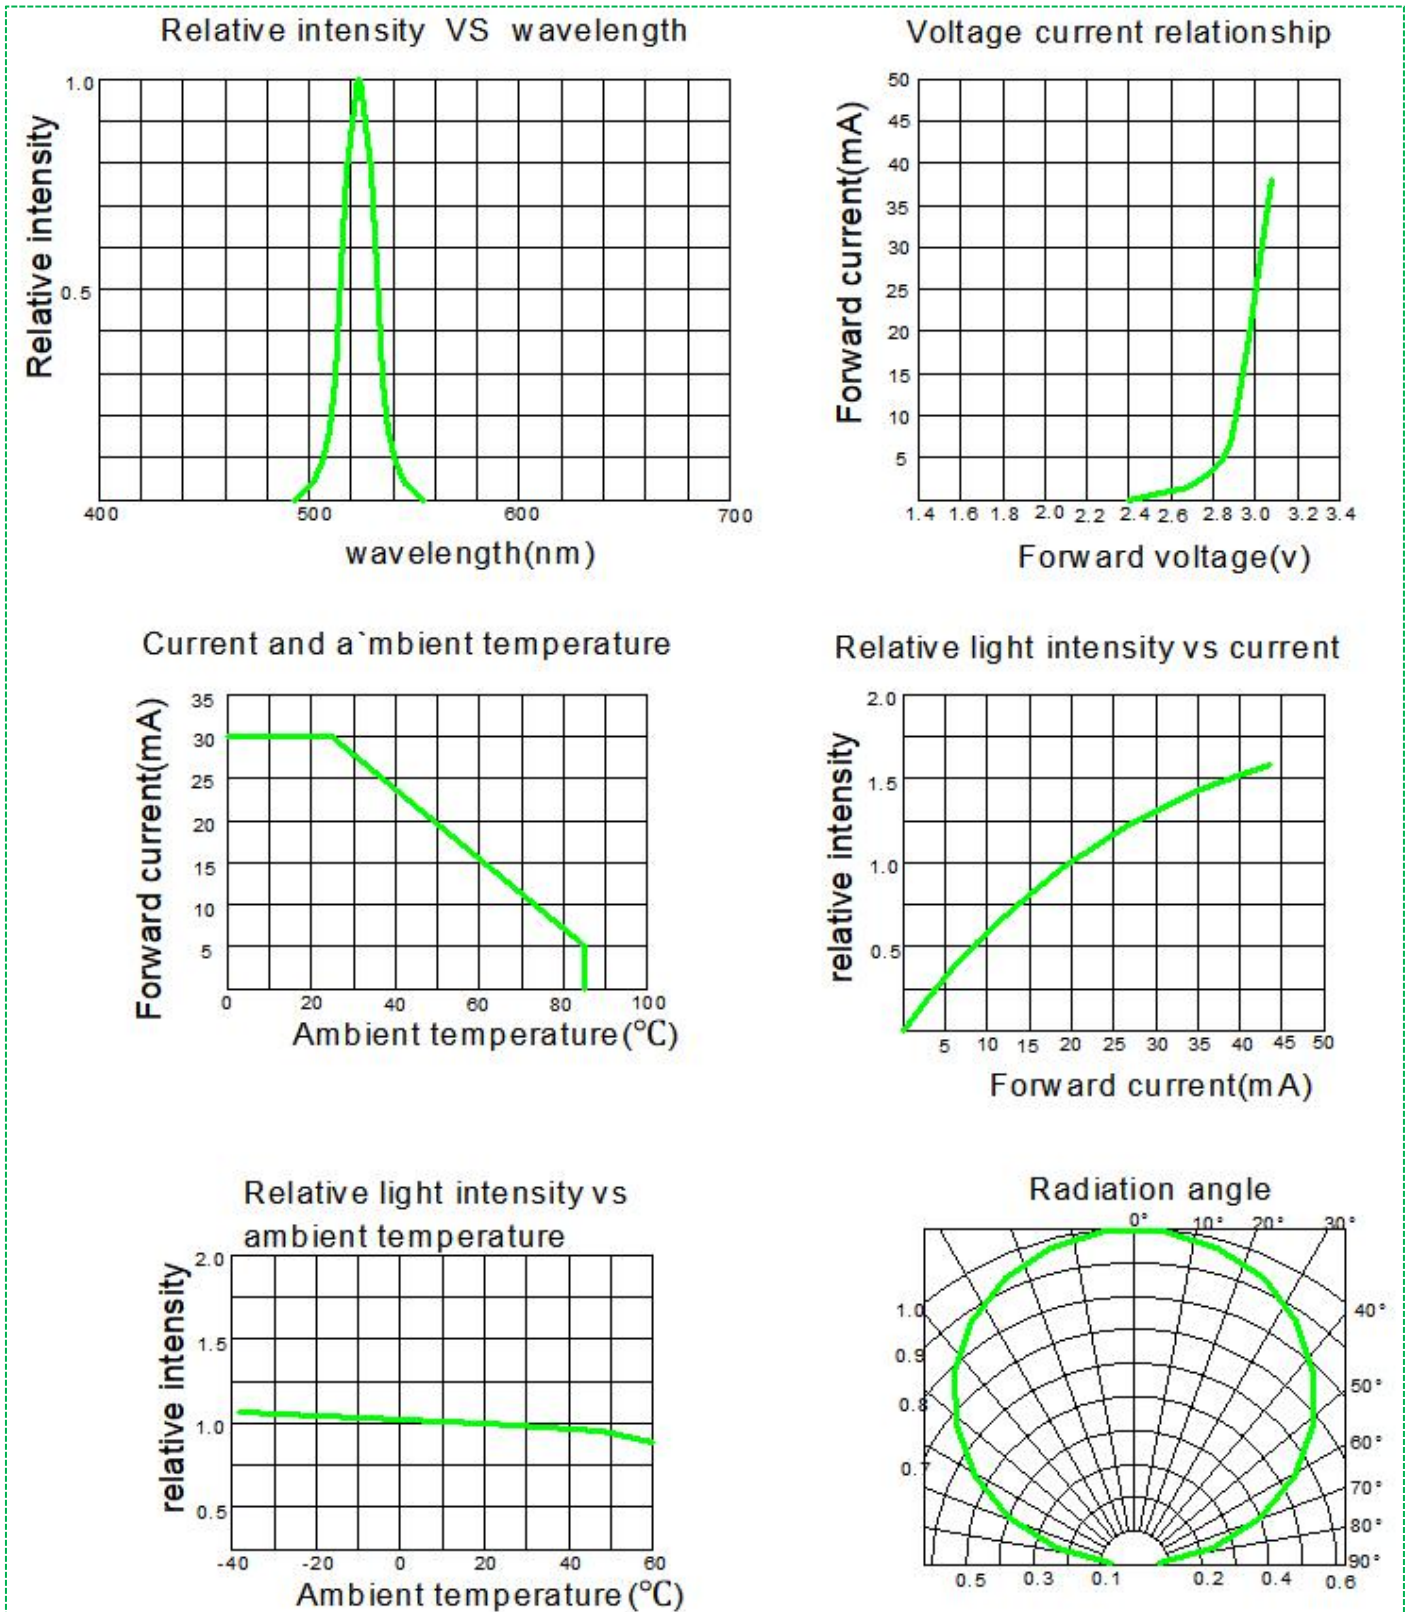 Relative intensity VS wavelength
1.0
0.5
Relative intensity
400 500 600 700
wavelength(nm)
Voltage current relationship
50
45
40
35
30
25
20
15
10
5
Forward current(mA)
1.4 1.6 1.8 2.0 2.2 2.4 2.6 2.8 3.0 3.2 3.4
Forward voltage(v)
Current and a`mbient temperature
35
30
25
20
15
10
5
Forward current(mA)
0 20 40 60 80 100
Ambient temperature(℃)
Relative light intensity vs current
2.0
1.5
1.0
0.5
relative intensity
5 10 15 20 25 30 35 40 45 50
Forward current(mA)
Relative light intensity vs
ambient temperature
2.0
1.5
1.0
0.5
relative intensity
-40 -20 0 20 40 60
Ambient temperature(℃)
Radiation angle
0° 10° 20° 30°
40°
50°
60°
70°
80°
90°
1.0
0.9
0.8
0.7
0.5 0.3 0.1 0.2 0.4 0.6